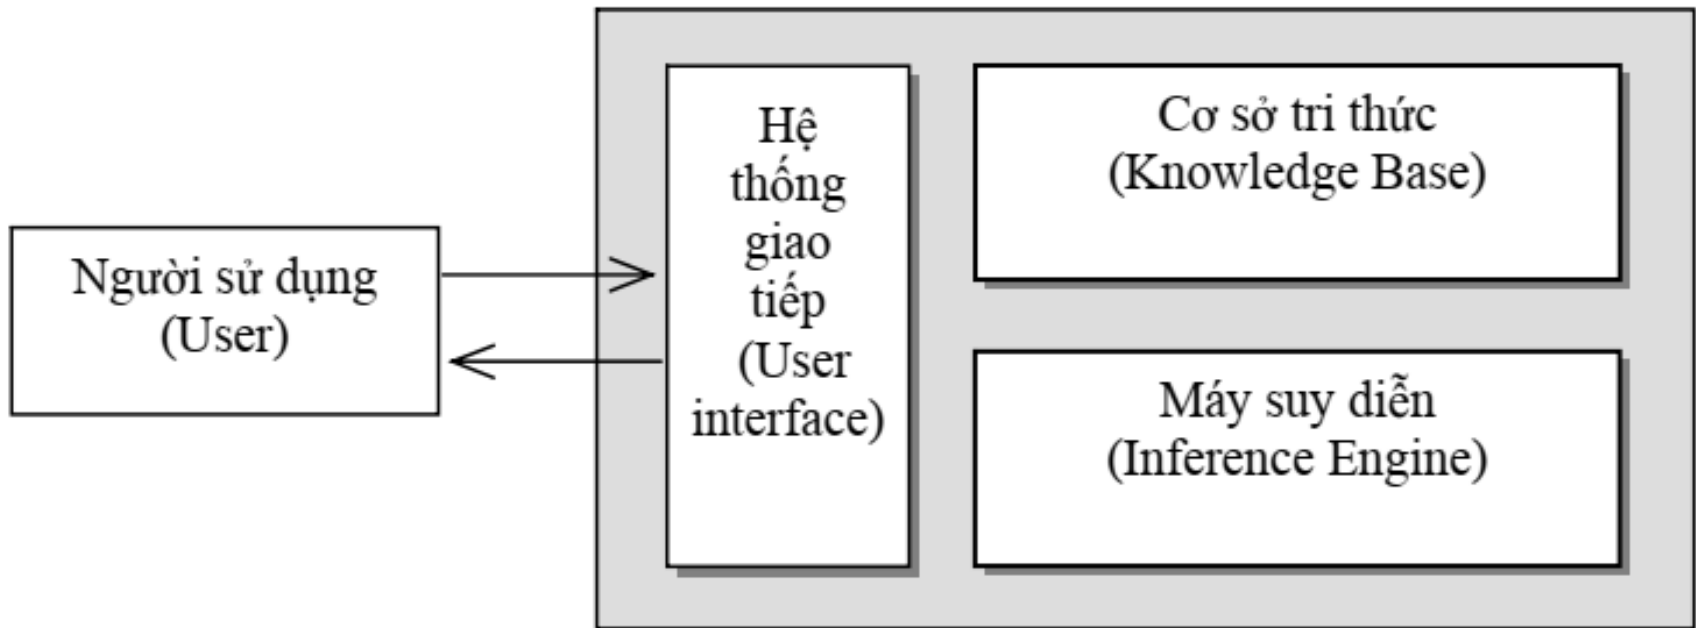 Người sử dụng
(User)
Hệ
thống
giao
tiếp
(User
interface)
Cơ sở tri thức
(Knowledge Base)
Máy suy diễn
(Inference Engine)